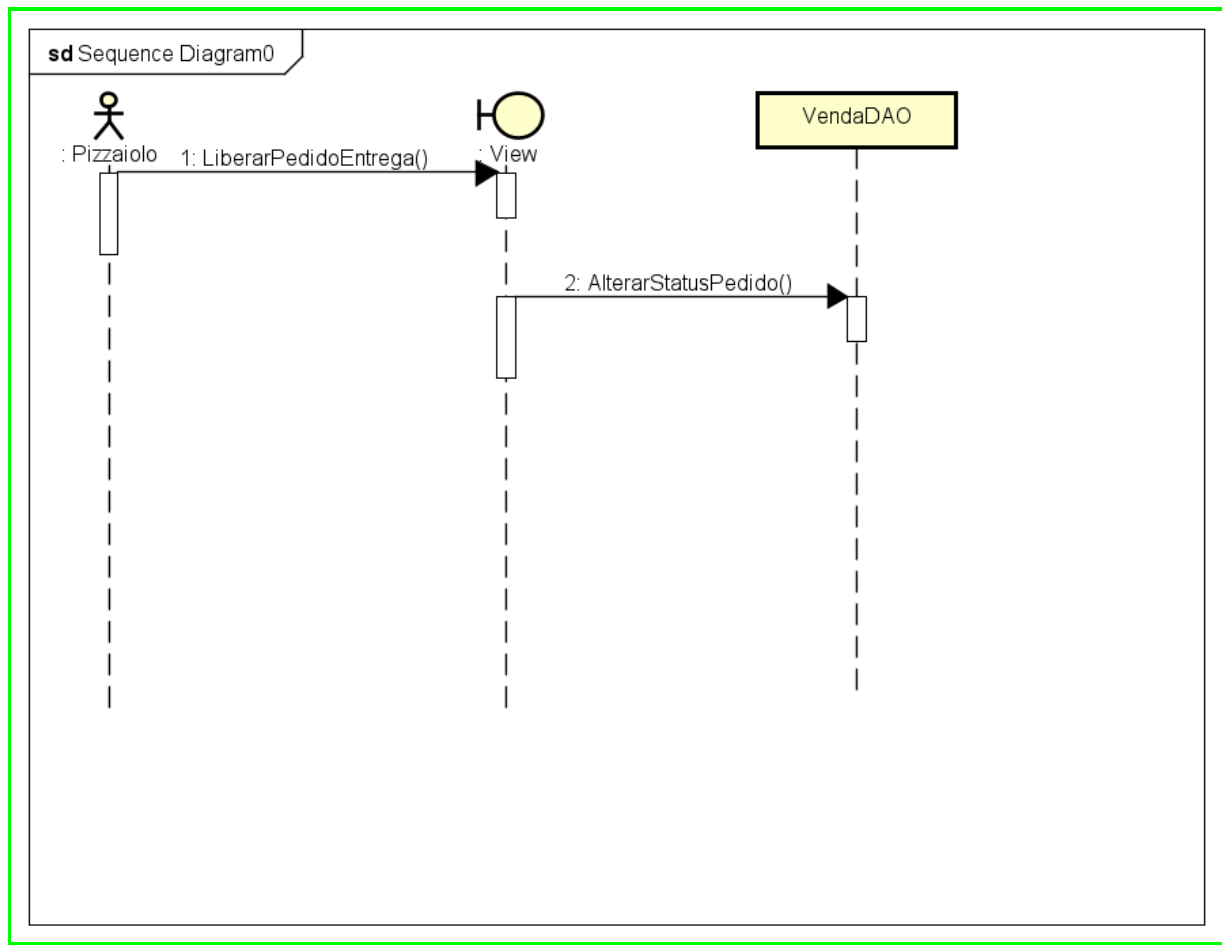 sd Sequence Diagram0
VendaDAO
: Pizzaiolo
1: LiberarPedidoEntrega()
: View
2: AlterarStatusPedido()